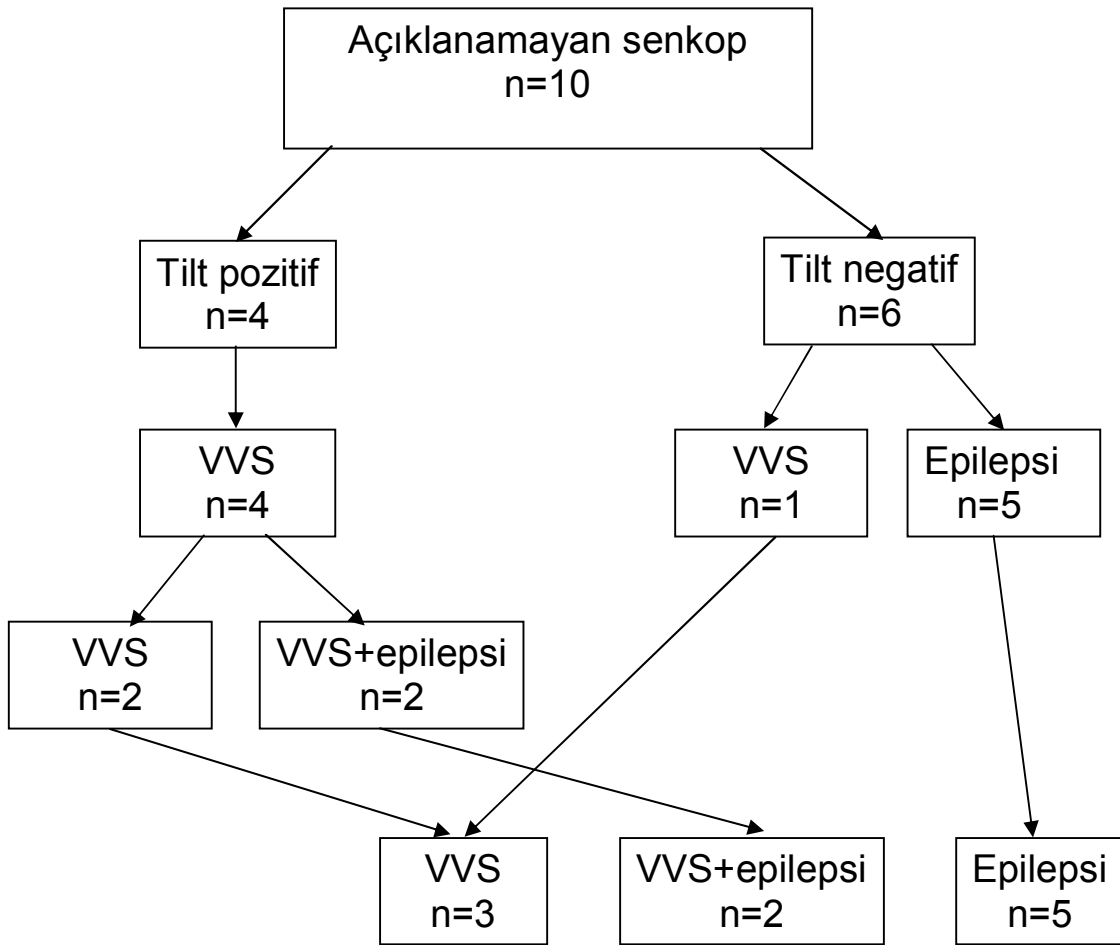 Açıklanamayan senkop
n=10
Tilt pozitif
n=4
Tilt negatif
n=6
VVS
n=4
VVS
n=1
Epilepsi
n=5
VVS
n=2
VVS+epilepsi
n=2
VVS
n=3
VVS+epilepsi
n=2
Epilepsi
n=5